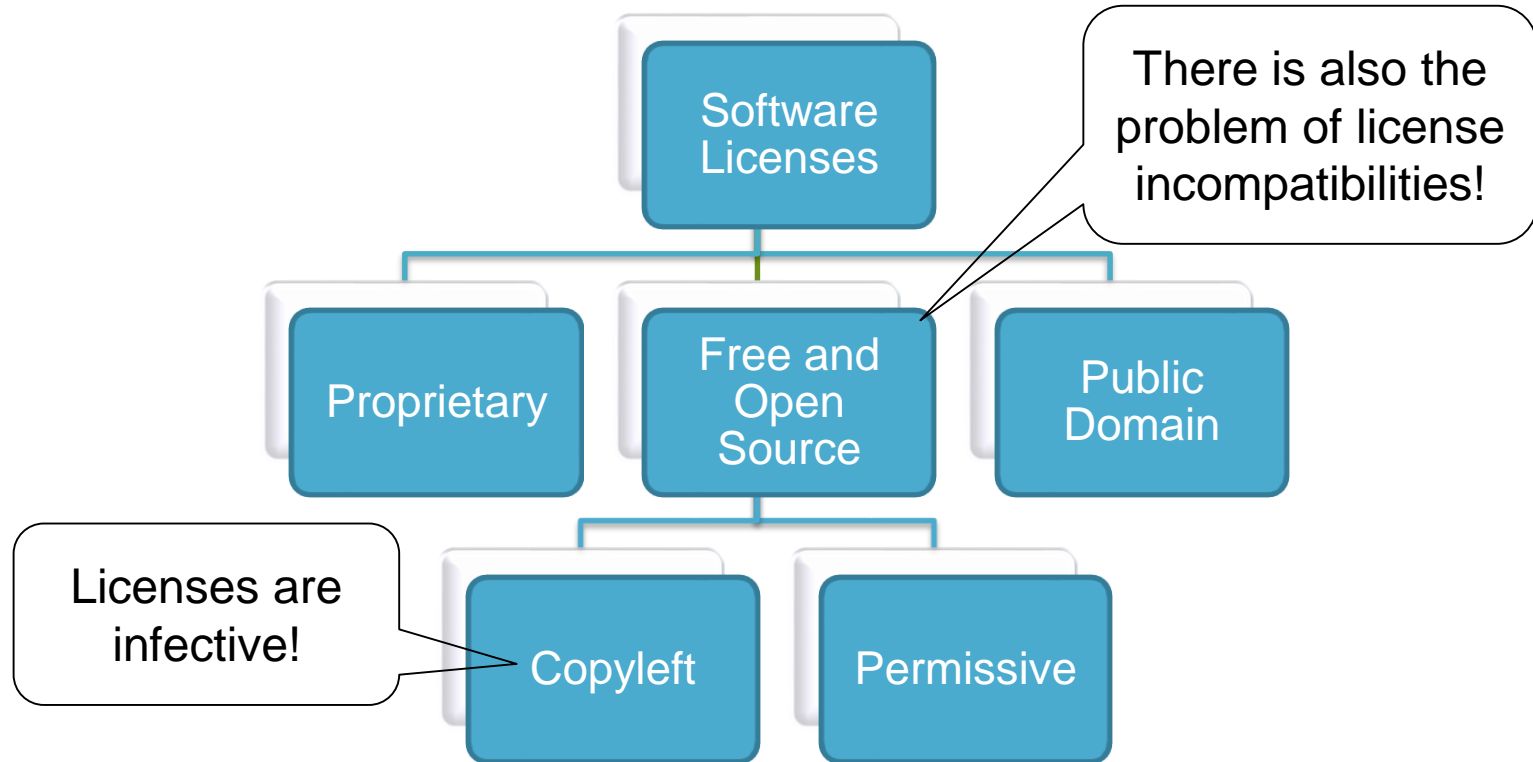 Software
Licenses
There is also the
problem of license
incompatibilities!
Proprietary
Free and
Open
Source
Public
Domain
Licenses are
infective!
Copyleft
Permissive